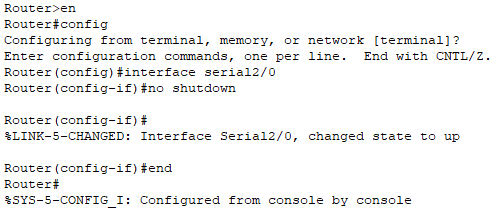 Router>en
Router#config
Configuring from terminal, memory, or network [terminal]?
Enter configuration commands, one per line.  End with CNTL/Z.
Router(config)#interface serial2/0
Router(config-if)#no shutdown
Router(config-if)#
%LINK-5-CHANGED: Interface Serial2/0, changed state to up
Router(config-if)#end
Router#
%SYS-5-CONFIG_I: Configured from console by console